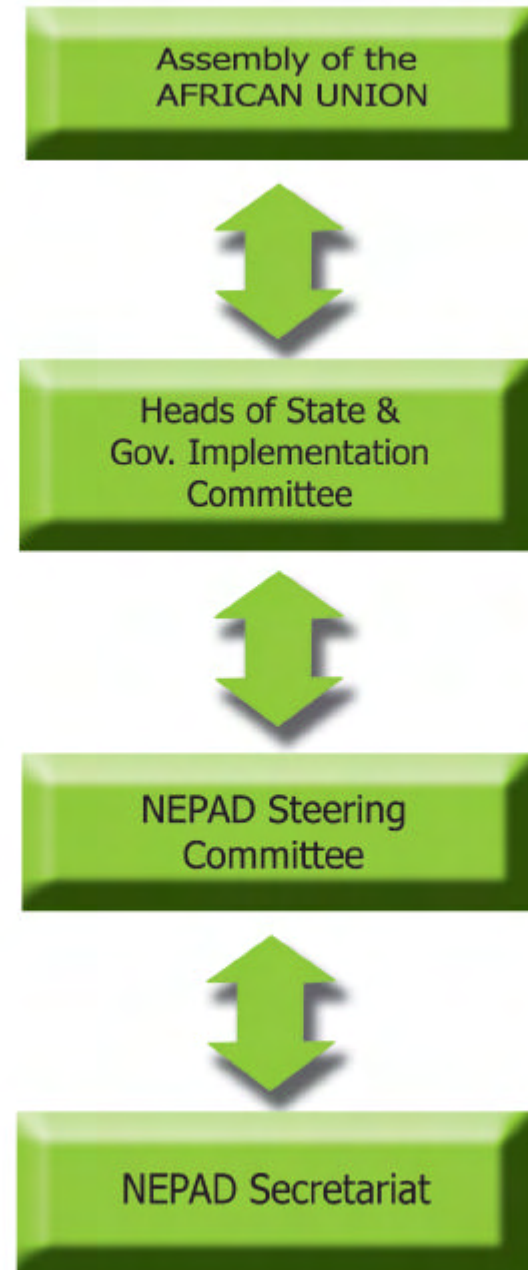 Assembly of the
AFRICAN UNION
Heads of State &
Gov. Implementation
Committee
NEPAD Steering
Committee
NEPAD Secretariat